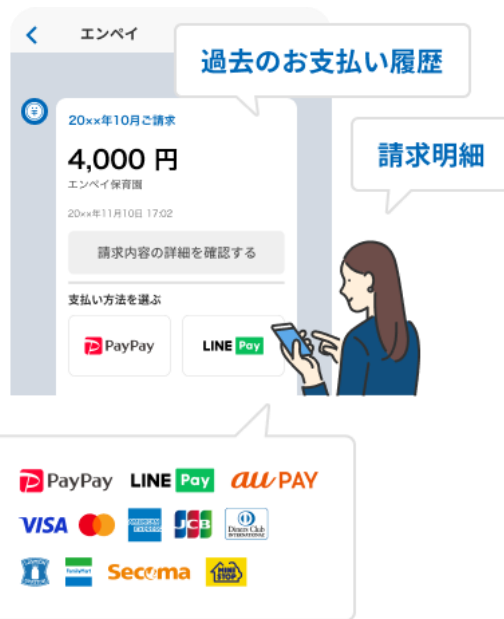 エンペイ
過去のお支払い履歴
20××年10月ご請求
4,000 円
エンペイ保育園
請求明細
20××年11月10日 17:02
請求内容の詳細を確認する
支払い方法を選ぶ
PayPay
LINE Pay
PayPay LINE Pay au PAY
VISA AMERICAN EXPRESS JCB Diners Club INTERNATIONAL
FamilyMart Secoma MINI STOP